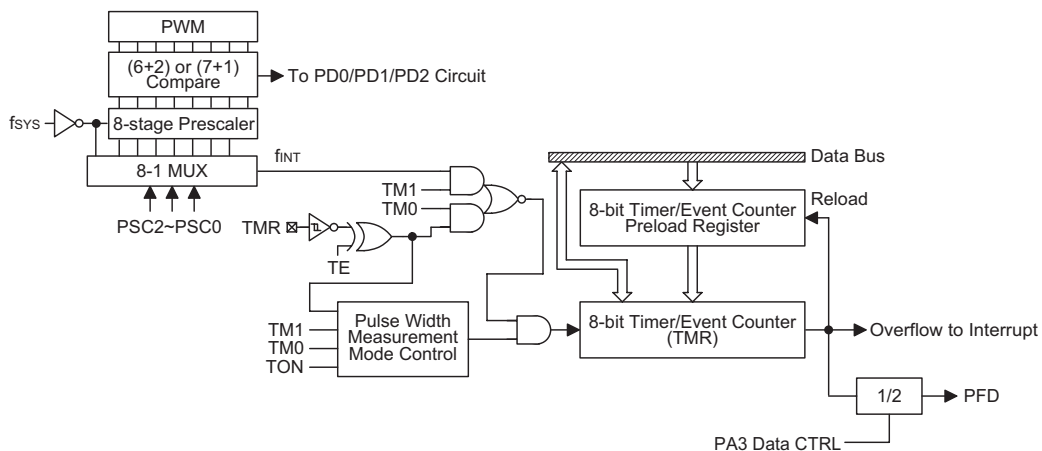 PWM
(6+2) or (7+1)
Compare
To PD0/PD1/PD2 Circuit
fSYS
8-stage Prescaler
8-1 MUX
fINT
PSC2~PSC0
TM1
TM0
TMR
TE
Data Bus
8-bit Timer/Event Counter
Preload Register
Reload
TM1
TM0
TON
Pulse Width
Measurement
Mode Control
8-bit Timer/Event Counter
(TMR)
Overflow to Interrupt
1/2
PFD
PA3 Data CTRL